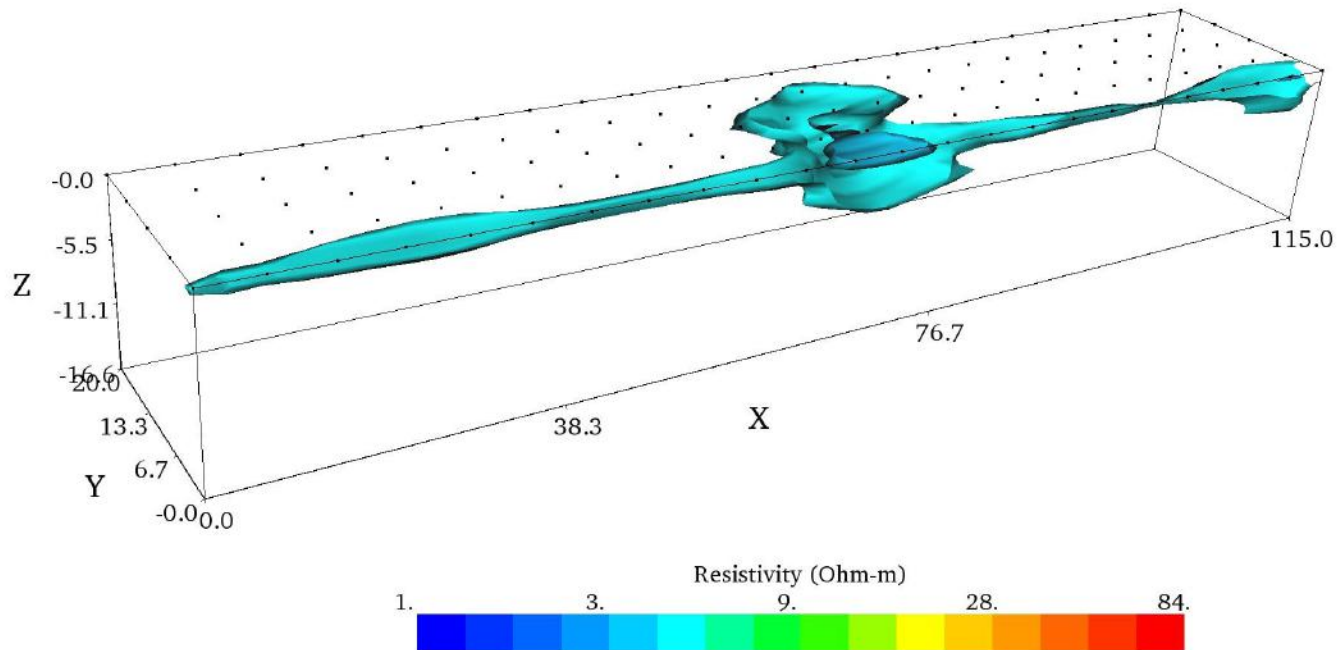 -0.0
-5.5
Z
-11.1
-16.6
20.0
13.3
6.7
Y
-0.0
0.0
38.3
X
76.7
115.0
Resistivity (Ohm-m)
1. 3. 9. 28. 84.